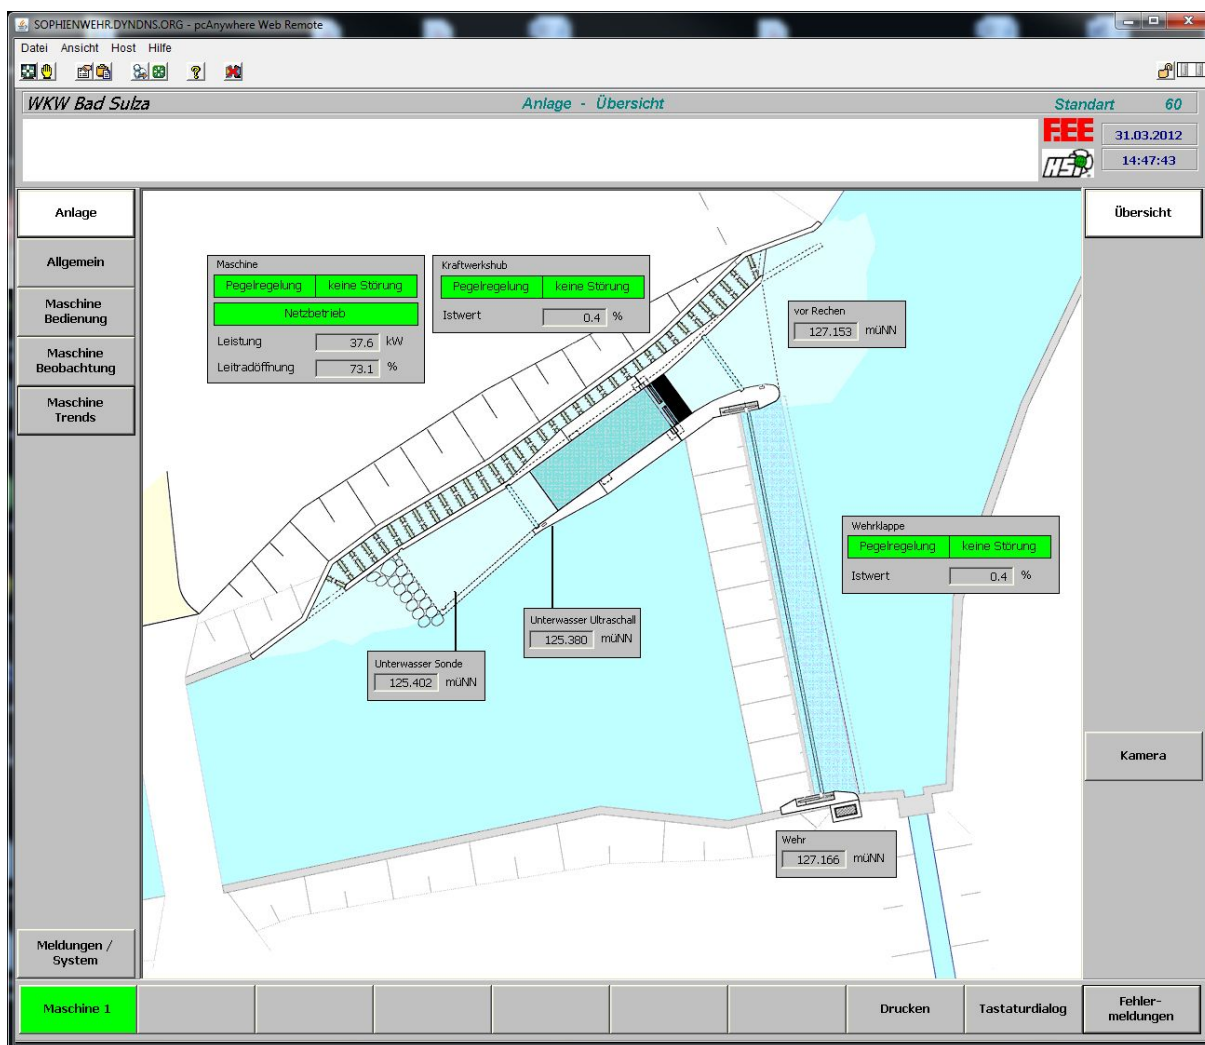 SOPHIENWEHR.DYNDNS.ORG - pcAnywhere Web Remote
Datei Ansicht Host Hilfe
WKW Bad Sulza
Anlage - Übersicht
Standart 60
FEE
31.03.2012
HSI
14:47:43
Anlage
Allgemein
Maschine
Bedienung
Maschine
Beobachtung
Maschine
Trends
Meldungen /
System
Maschine
Pegelregelung keine Störung
Netzbetrieb
Leistung 37.6 kW
Leitradöffnung 73.1 %
Kraftwerkshub
Pegelregelung keine Störung
Istwert 0.4 %
vor Rechen
127.153 müNN
Wehrklappe
Pegelregelung keine Störung
Istwert 0.4 %
Unterwasser Ultraschall
125.380 müNN
Unterwasser Sonde
125.402 müNN
Wehr
127.166 müNN
Übersicht
Kamera
Maschine 1
Drucken
Tastaturdialog
Fehler-
meldungen